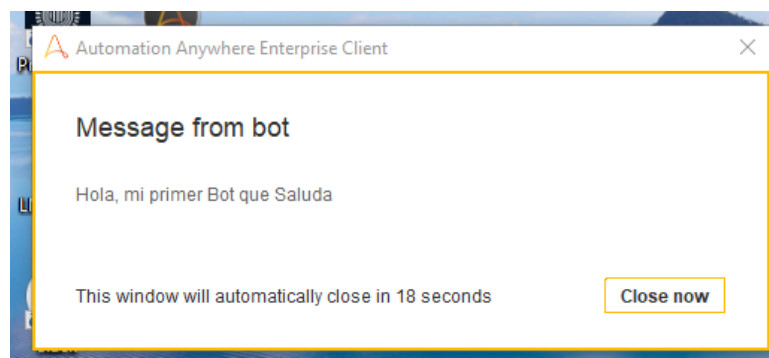 Automation Anywhere Enterprise Client
Message from bot
Hola, mi primer Bot que Saluda
This window will automatically close in 18 seconds
Close now